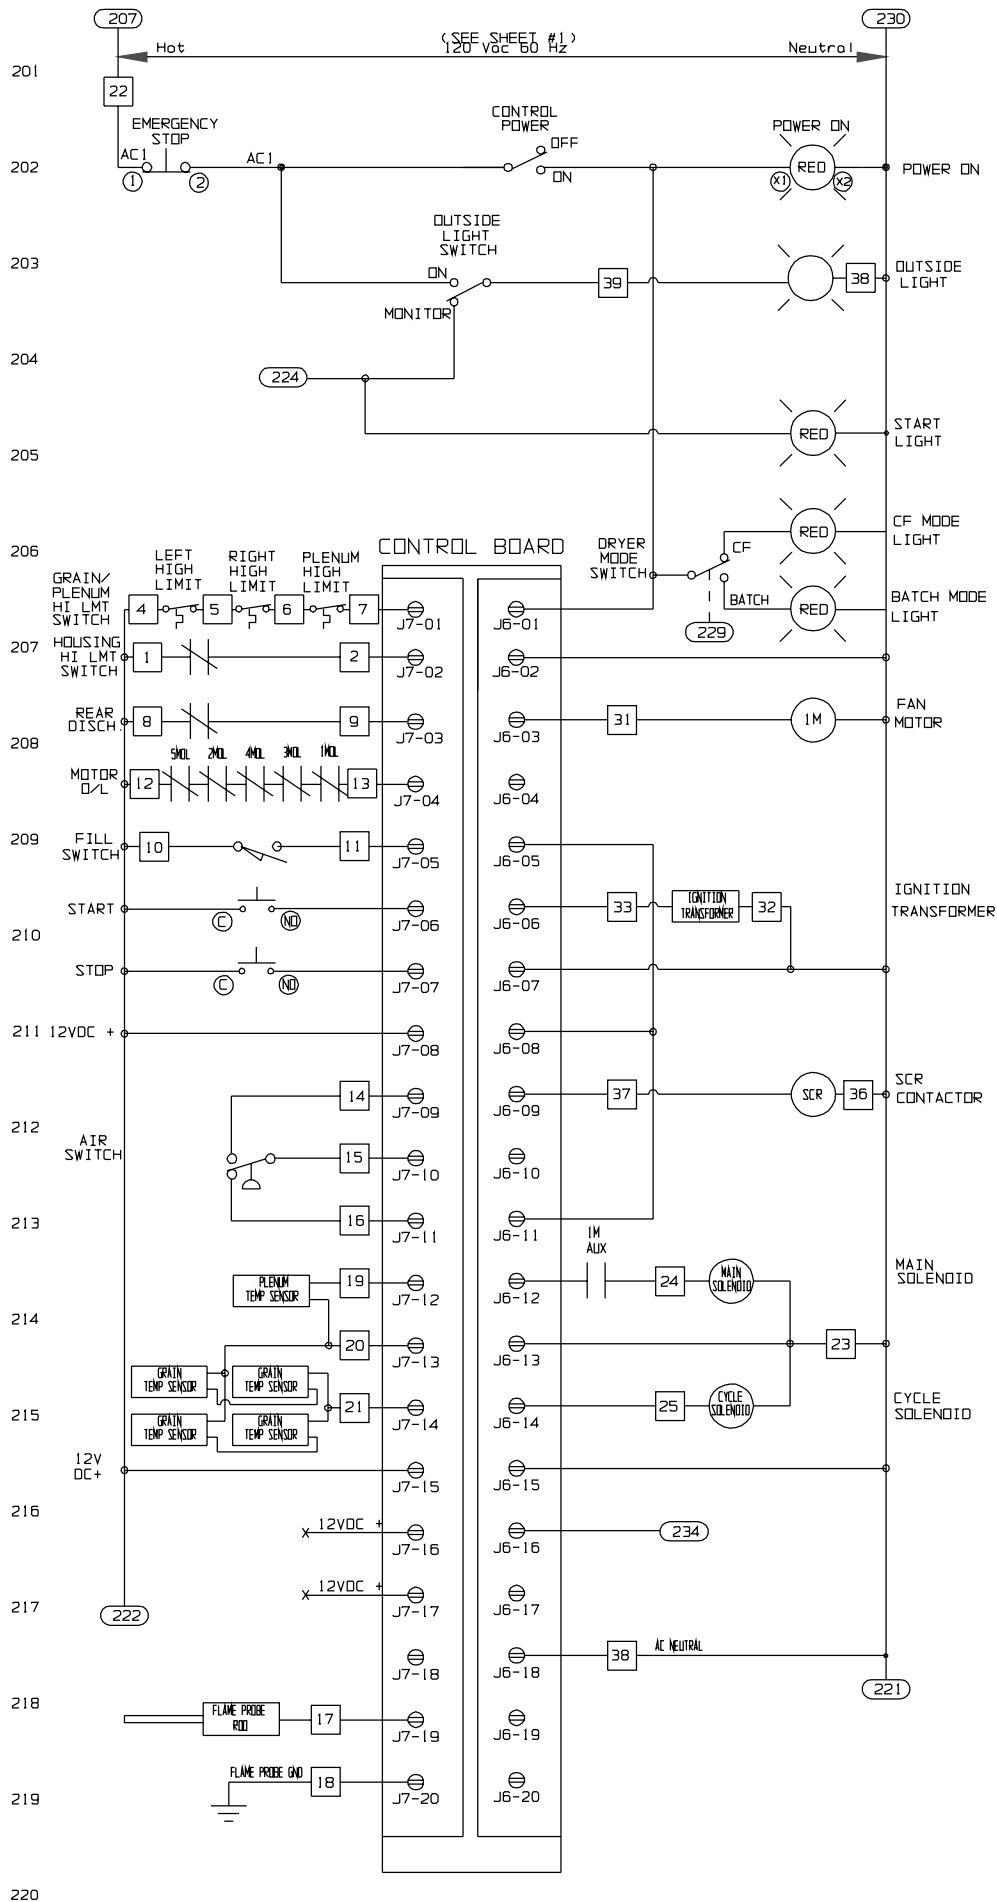 207
230
(SEE SHEET #1)
Hot
120 Vac 60 Hz
Neutral
201
22
EMERGENCY
STOP
CONTROL
POWER
POWER ON
OFF
AC1
AC1
202
RED
POWER ON
ON
1
2
X1
X2
OUTSIDE
LIGHT
SWITCH
203
ON
39
38
OUTSIDE
LIGHT
MONITOR
204
224
RED
START
LIGHT
205
RED
CF MODE
LIGHT
206
CONTROL BOARD
DRYER
MODE
SWITCH
CF
BATCH
229
RED
BATCH MODE
LIGHT
LEFT
HIGH
LIMIT
RIGHT
HIGH
LIMIT
PLENUM
HIGH
LIMIT
GRAIN/
PLENUM
HI LMT
SWITCH
4
5
6
7
J7-01
J6-01
207
HOUSING
HI LMT
SWITCH
1
2
J7-02
J6-02
REAR
DISCH.
8
9
J7-03
J6-03
31
1M
FAN
MOTOR
208
5MOL
2MOL
4MOL
3MOL
1MOL
MOTOR
O/L
12
13
J7-04
J6-04
209
FILL
SWITCH
10
11
J7-05
J6-05
START
C
NO
J7-06
J6-06
33
IGNITION
TRANSFORMER
32
IGNITION
TRANSFORMER
210
STOP
C
NO
J7-07
J6-07
211
12VDC +
J7-08
J6-08
14
J7-09
J6-09
37
SCR
36
SCR
CONTACTOR
212
AIR
SWITCH
15
J7-10
J6-10
213
16
J7-11
J6-11
1M
AUX
PLENUM
TEMP SENSOR
19
J7-12
J6-12
24
MAIN
SOLENOID
MAIN
SOLENOID
214
20
J7-13
J6-13
23
GRAIN
TEMP SENSOR
GRAIN
TEMP SENSOR
21
J7-14
J6-14
25
CYCLE
SOLENOID
CYCLE
SOLENOID
215
GRAIN
TEMP SENSOR
GRAIN
TEMP SENSOR
12V
DC+
J7-15
J6-15
216
X
12VDC +
J7-16
J6-16
234
217
X
12VDC +
J7-17
J6-17
222
J7-18
J6-18
38
AC NEUTRAL
221
218
FLAME PROBE
ROD
17
J7-19
J6-19
FLAME PROBE GND
18
J7-20
J6-20
219
220